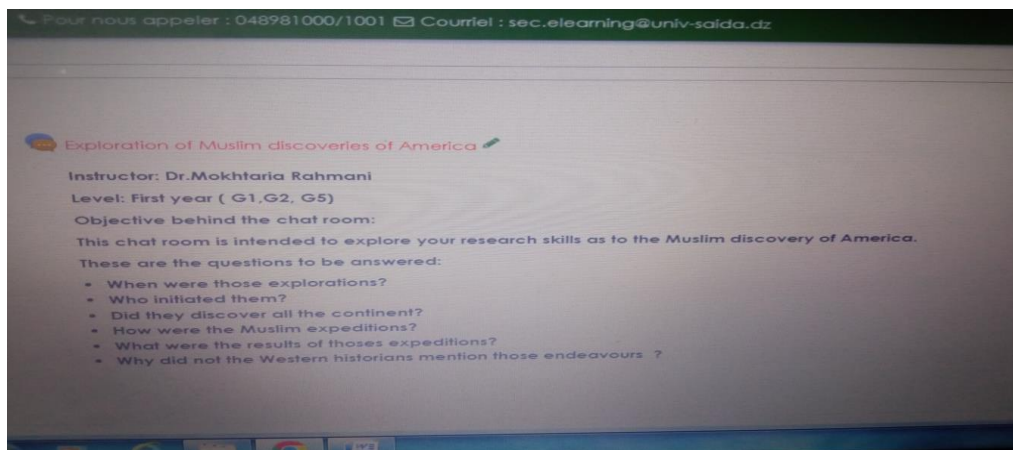 Pour nous appeler : 048981000/1001 Courriel : sec.elearning@univ-saida.dz
Exploration of Muslim discoveries of America
Instructor: Dr.Mokhtaria Rahmani
Level: First year ( G1,G2, G5)
Objective behind the chat room:
This chat room is intended to explore your research skills as to the Muslim discovery of America.
These are the questions to be answered:
• When were those explorations?
• Who initiated them?
• Did they discover all the continent?
• How were the Muslim expeditions?
• What were the results of thoses expeditions?
• Why did not the Western historians mention those endeavours ?